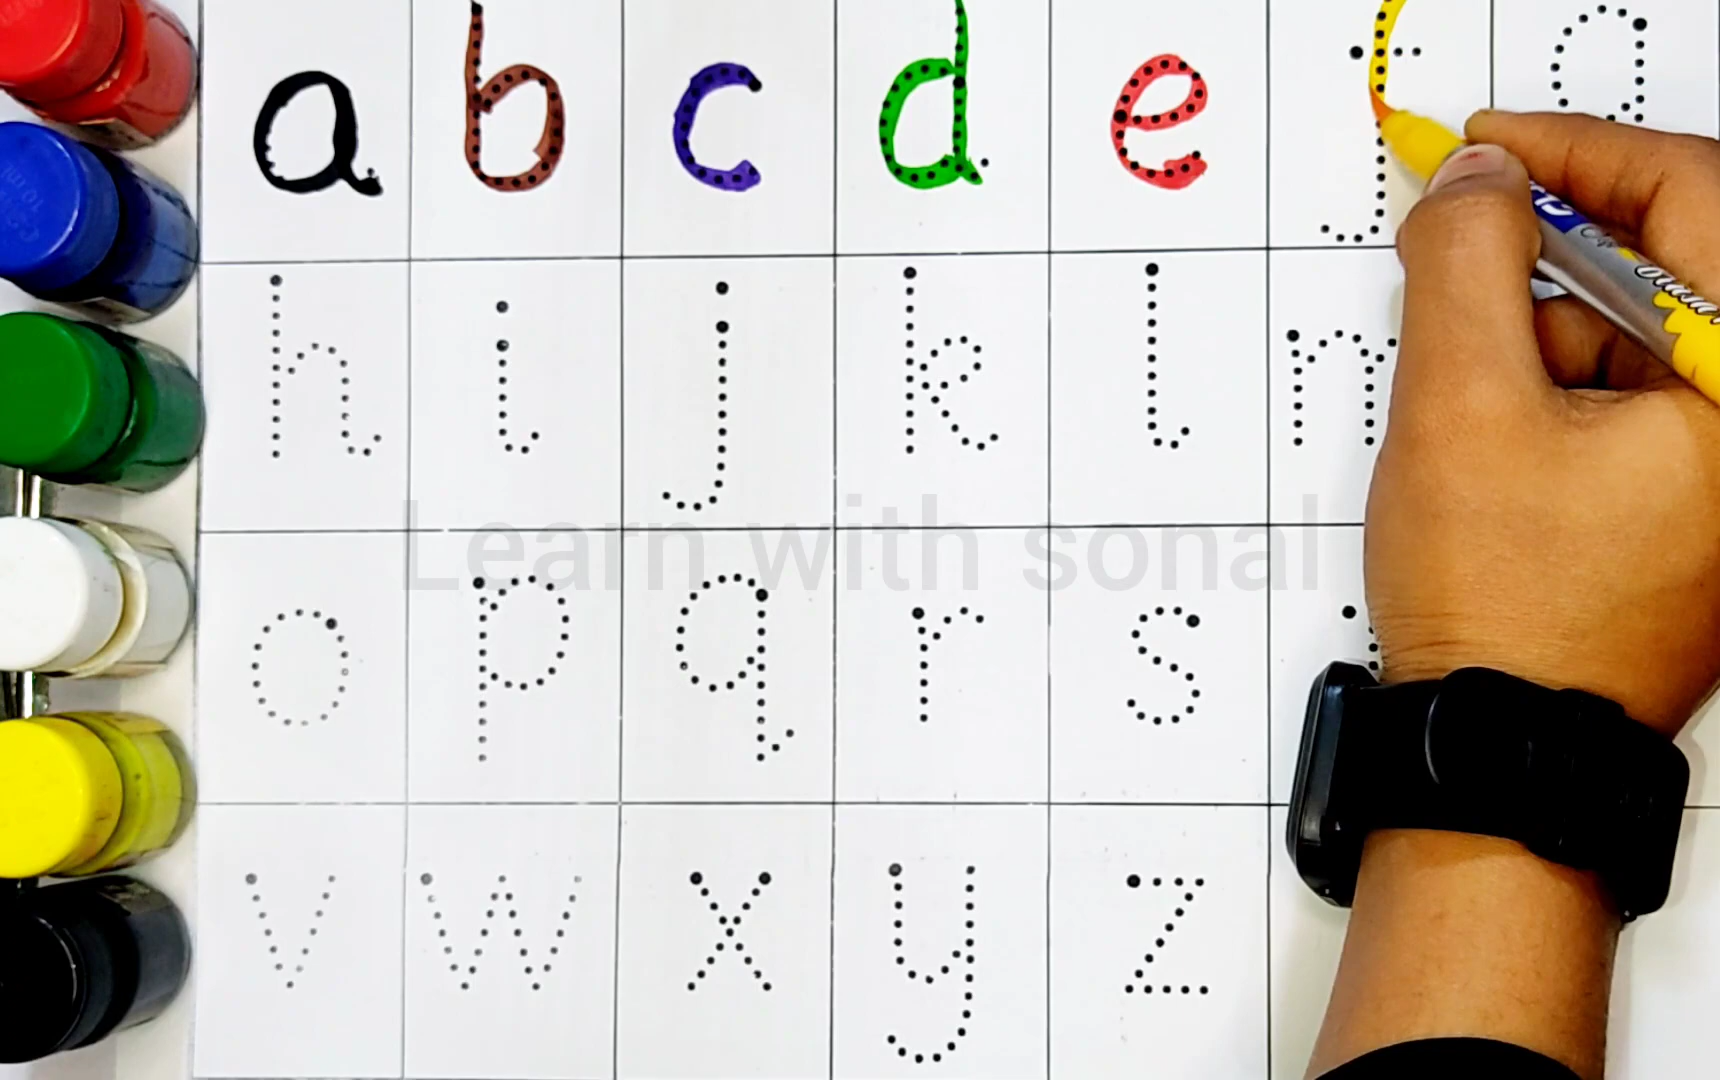 a b c d e f g
h i j k l m
Learn with sonal
o p q r s
v w x y z